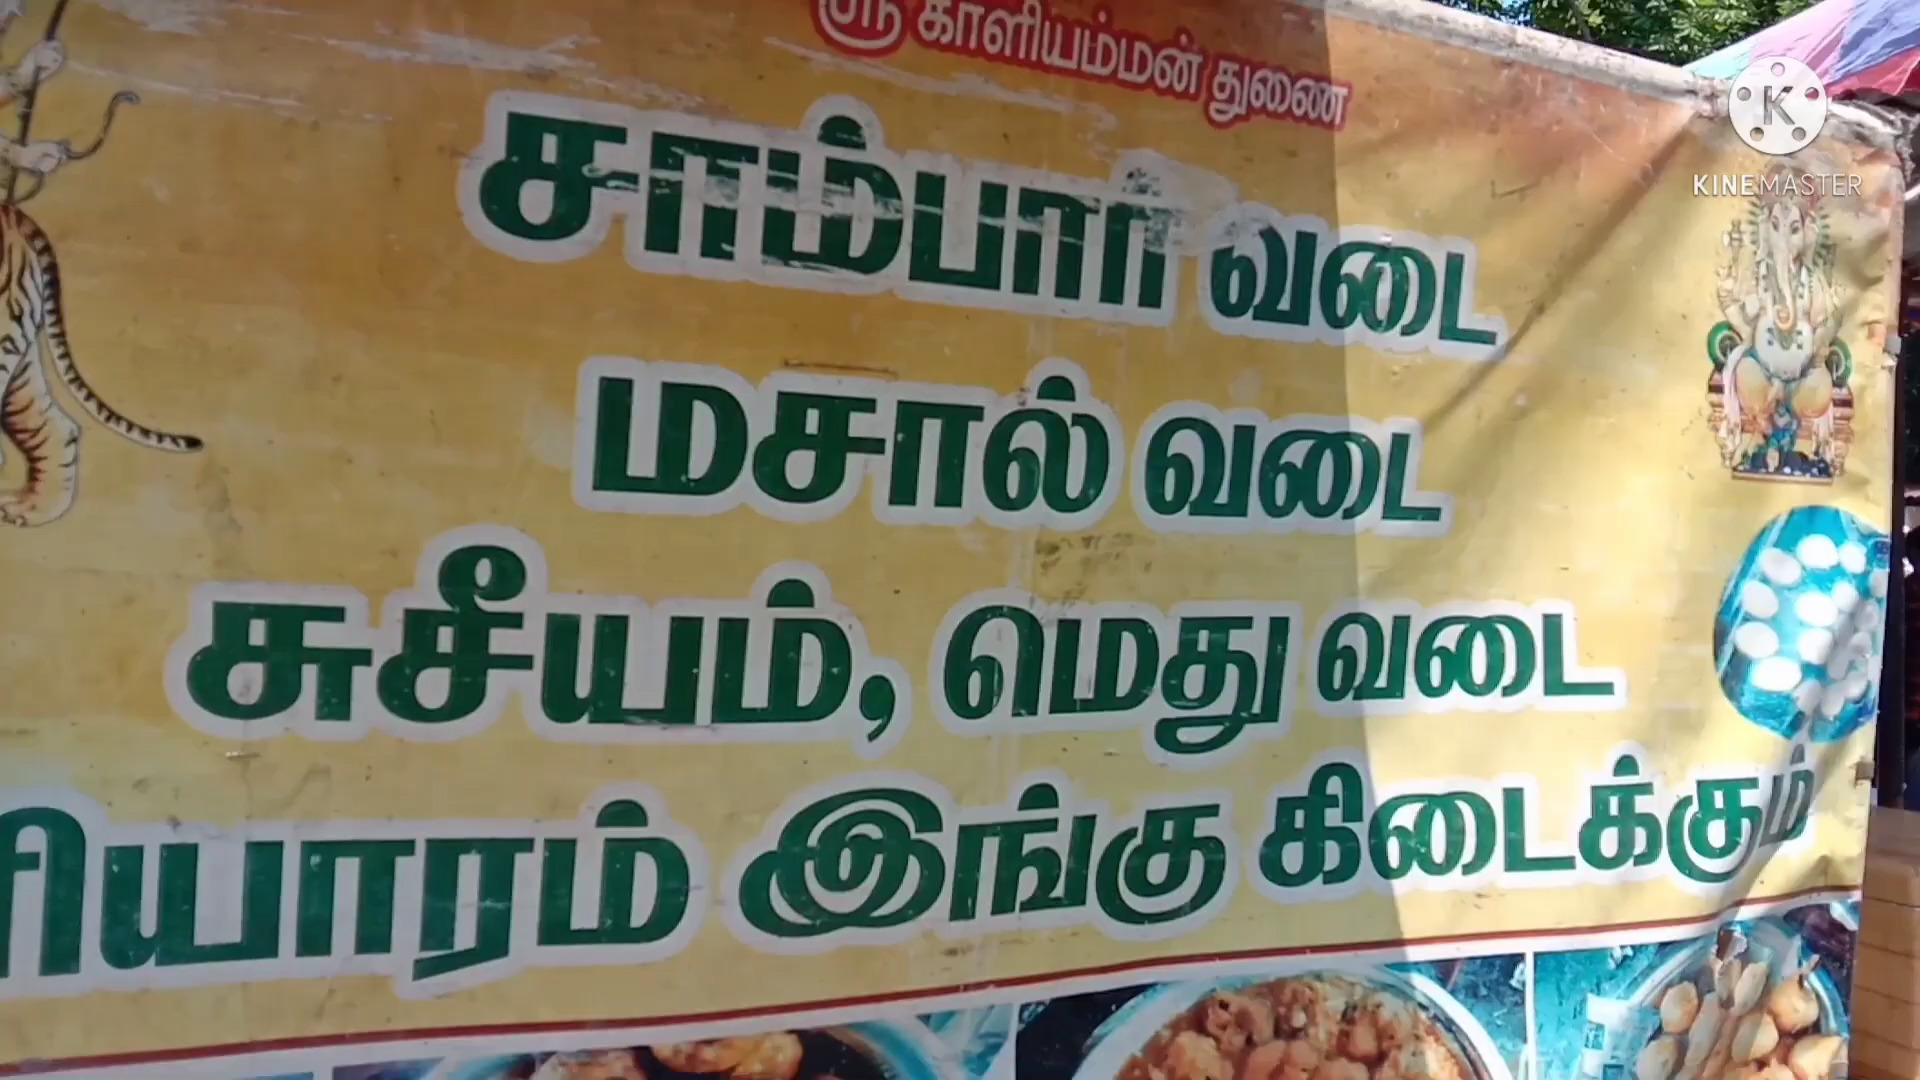 ஸ்ரீ காளியம்மன் துணை
சாம்பார் வடை
மசால் வடை
சுசீயம், மெது வடை
ியாரம் இங்கு கிடைக்கும்
K
KINEMASTER